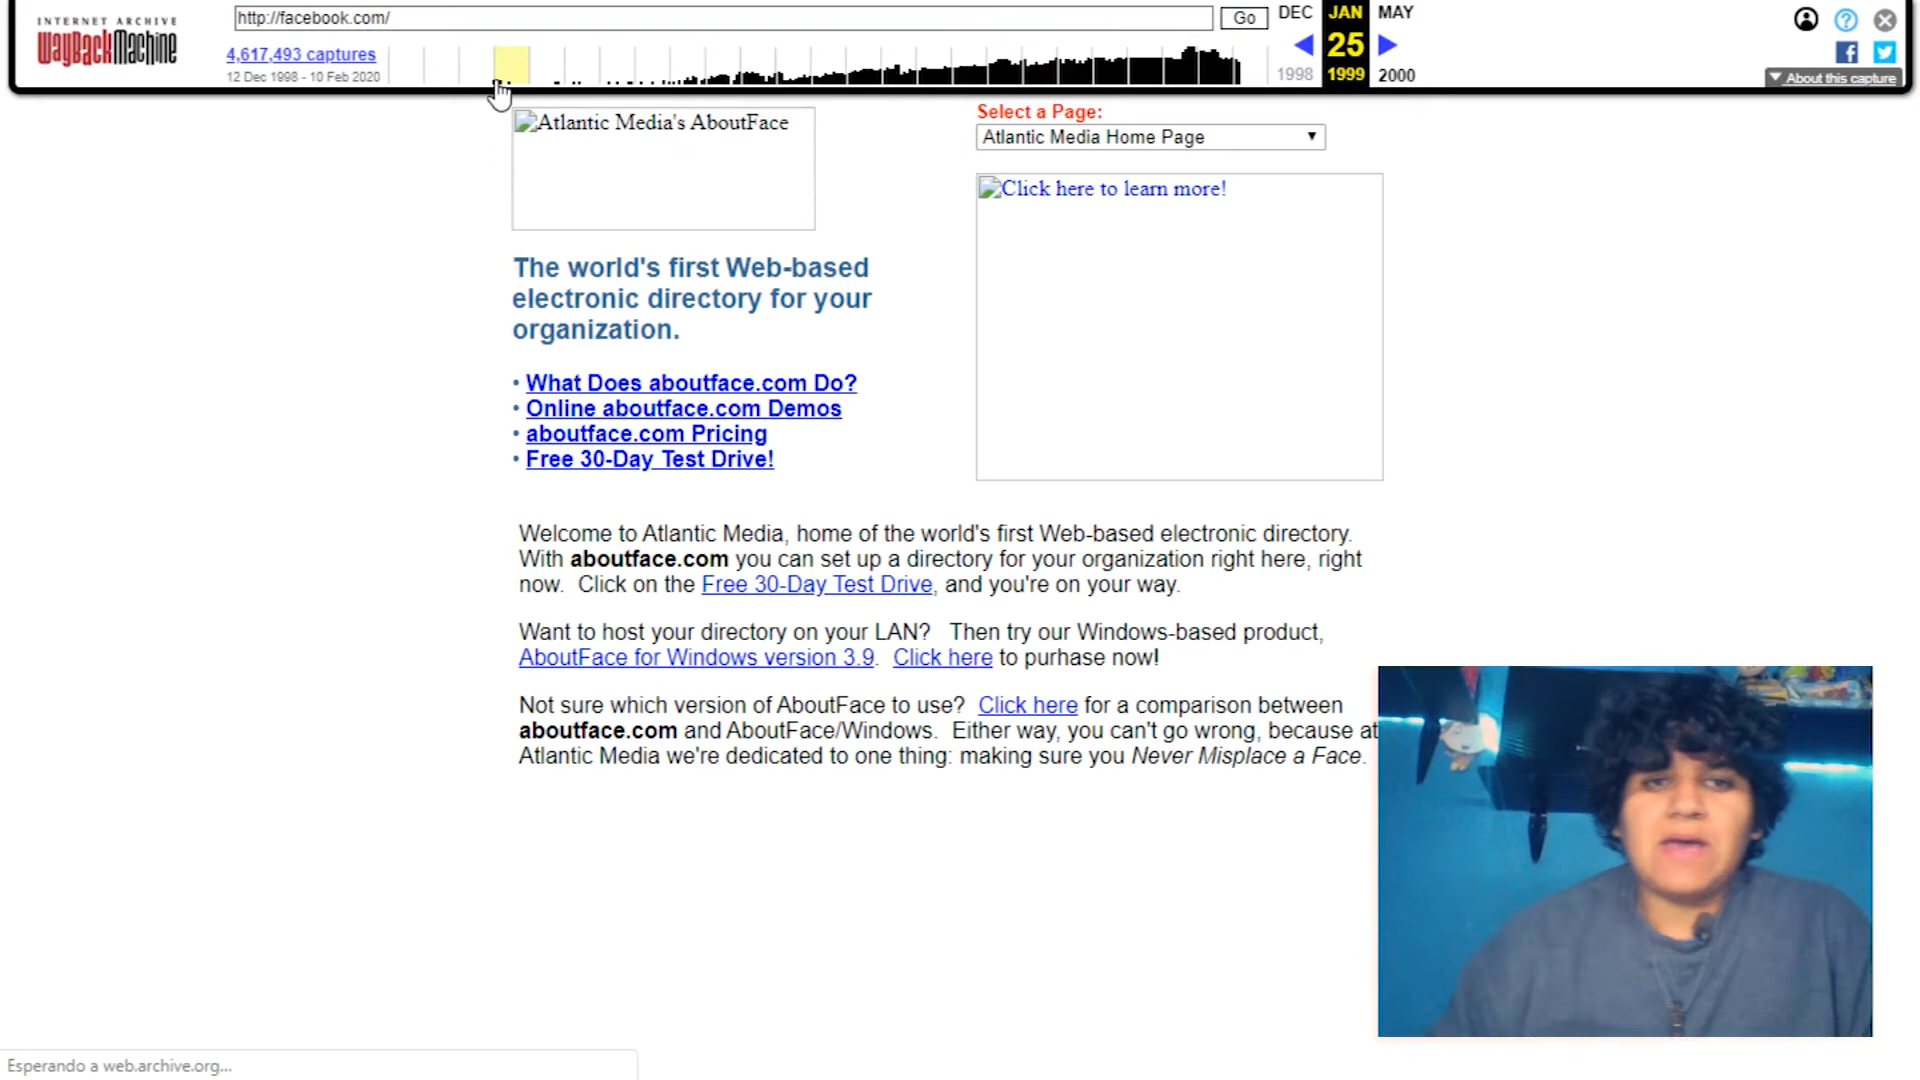 INTERNET ARCHIVE
WayBackMachine
http://facebook.com/
Go
DEC
JAN
MAY
4,617,493 captures
25
12 Dec 1998 - 10 Feb 2020
1998
1999
2000
About this capture
Atlantic Media's AboutFace
Select a Page:
Atlantic Media Home Page
Click here to learn more!
The world's first Web-based
electronic directory for your
organization.
• What Does aboutface.com Do?
• Online aboutface.com Demos
• aboutface.com Pricing
• Free 30-Day Test Drive!
Welcome to Atlantic Media, home of the world's first Web-based electronic directory.
With aboutface.com you can set up a directory for your organization right here, right
now. Click on the Free 30-Day Test Drive, and you're on your way.
Want to host your directory on your LAN? Then try our Windows-based product,
AboutFace for Windows version 3.9. Click here to purhase now!
Not sure which version of AboutFace to use? Click here for a comparison between
aboutface.com and AboutFace/Windows. Either way, you can't go wrong, because at
Atlantic Media we're dedicated to one thing: making sure you Never Misplace a Face.
Esperando a web.archive.org...